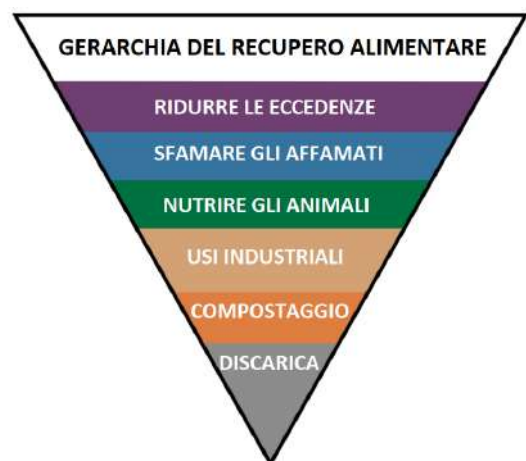 GERARCHIA DEL RECUPERO ALIMENTARE
RIDURRE LE ECCEDENZE
SFAMARE GLI AFFAMATI
NUTRIRE GLI ANIMALI
USI INDUSTRIALI
COMPOSTAGGIO
DISCARICA